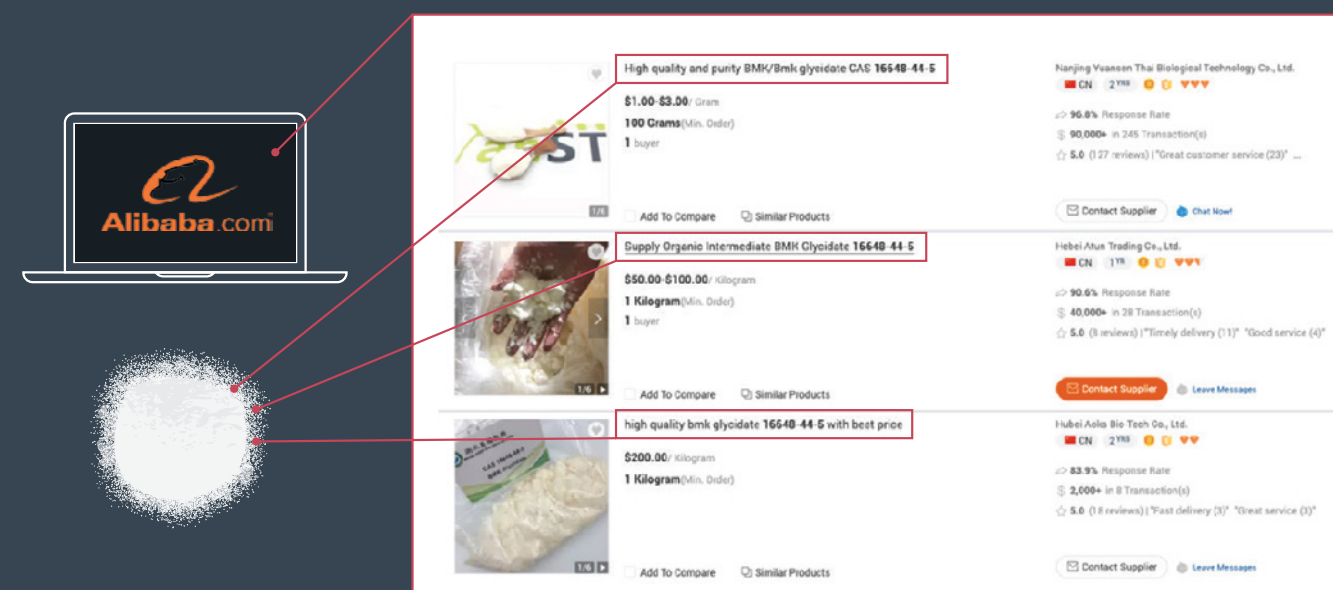 Alibaba.com
High quality and purity BMK/Bmk glycidate CAS 16648-44-5
$1.00-$3.00/ Gram
100 Grams(Min. Order)
1 buyer
1/6
Add To Compare
Similar Products
Nanjing Yuansen Thai Biological Technology Co., Ltd.
CN 2 YRS
96.8% Response Rate
$ 90,000+ in 245 Transaction(s)
5.0 (127 reviews) | "Great customer service (23)" ...
Contact Supplier
Chat Now!
Supply Organic Intermediate BMK Glycidate 16648-44-5
$50.00-$100.00/ Kilogram
1 Kilogram(Min. Order)
1 buyer
1/6
Add To Compare
Similar Products
Hebei Atun Trading Co., Ltd.
CN 1 YR
90.6% Response Rate
$ 40,000+ in 28 Transaction(s)
5.0 (8 reviews) | "Timely delivery (11)" "Good service (4)"
Contact Supplier
Leave Messages
high quality bmk glycidate 16648-44-5 with best price
$200.00/ Kilogram
1 Kilogram(Min. Order)
1/6
Add To Compare
Similar Products
Hubei Aoks Bio Tech Co., Ltd.
CN 2 YRS
83.9% Response Rate
$ 2,000+ in 8 Transaction(s)
5.0 (18 reviews) | "Fast delivery (3)" "Great service (3)"
Contact Supplier
Leave Messages